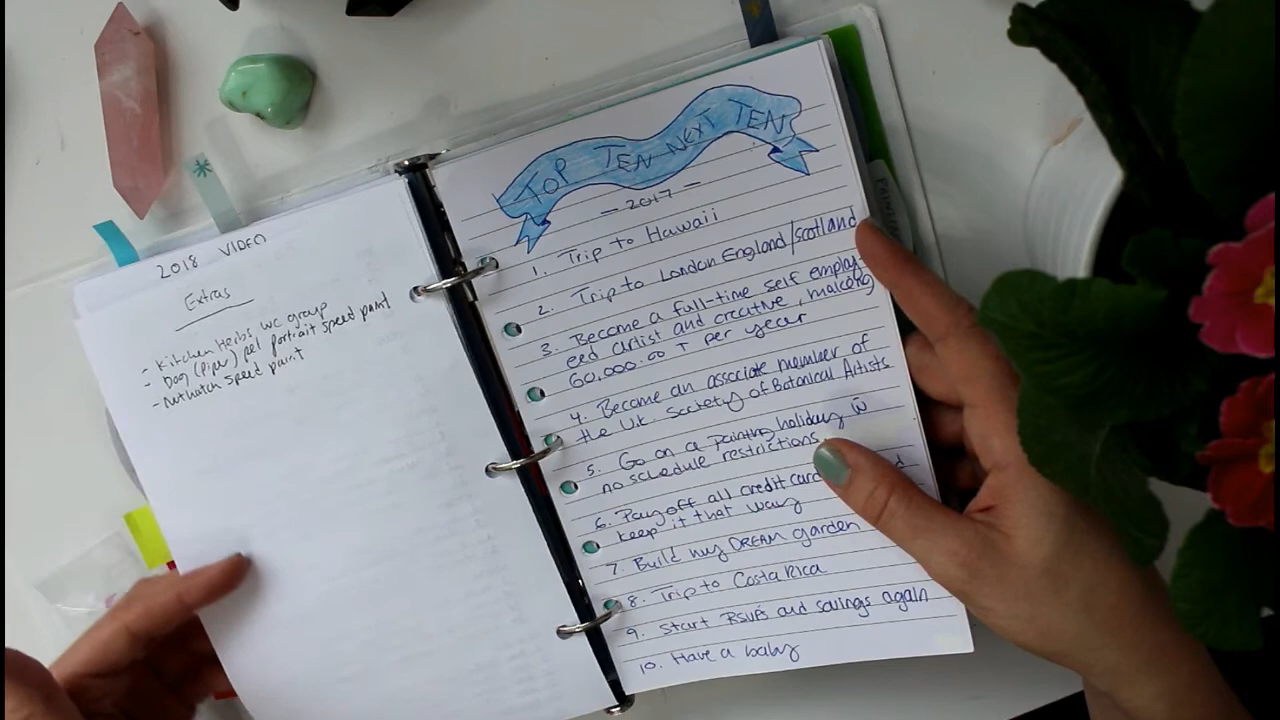 2018 VIDEO
Extras
- Kitchen Herbs WC group
- Dog (Piper) pet portrait speed paint
- Nuthatch speed paint
TOP TEN NEXT TEN
- 2017 -
1. Trip to Hawaii
2. Trip to London England/Scotland
3. Become a full-time self employ-
eed artist and creative, making
60,000.00 + per year
4. Become an associate member of
the U.K. Society of Botanical Artists
5. Go on a painting holiday w
no schedule restrictions
6. Pay off all credit card
keep it that way
7 Build my DREAM garden
8. Trip to Costa Rica
9. Start RSUPs and savings again
10. Have a baby